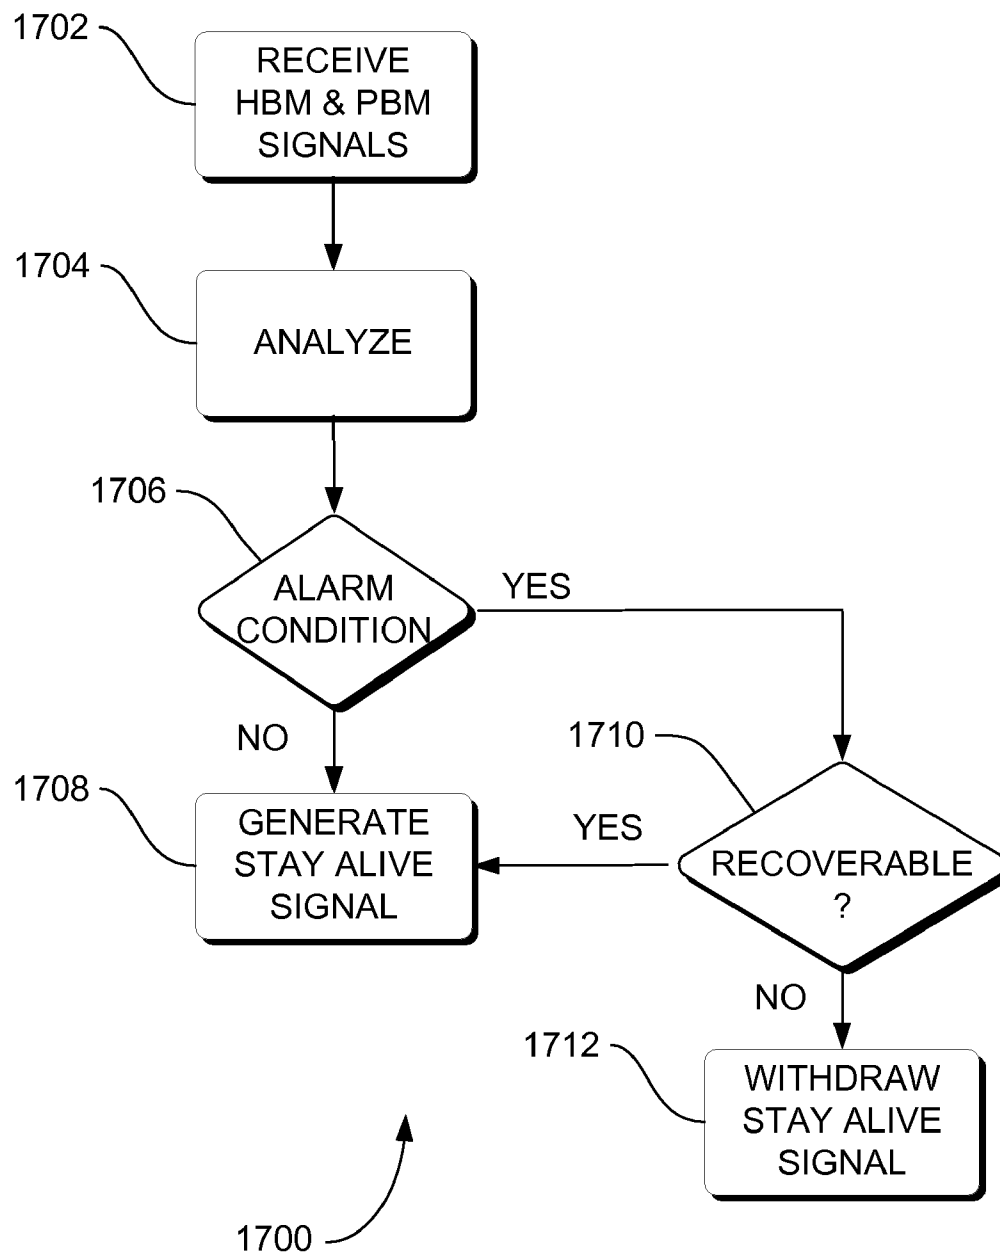 1702
RECEIVE
HBM & PBM
SIGNALS
1704
ANALYZE
1706
ALARM
CONDITION
YES
NO
1708
GENERATE
STAY ALIVE
SIGNAL
1710
YES
RECOVERABLE
?
NO
1712
WITHDRAW
STAY ALIVE
SIGNAL
1700